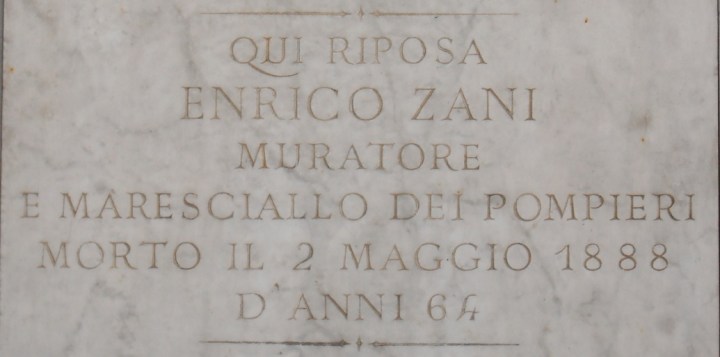 QUI RIPOSA
ENRICO ZANI
MURATORE
E MARESCIALLO DEI POMPIERI
MORTO IL 2 MAGGIO 1888
D'ANNI 64